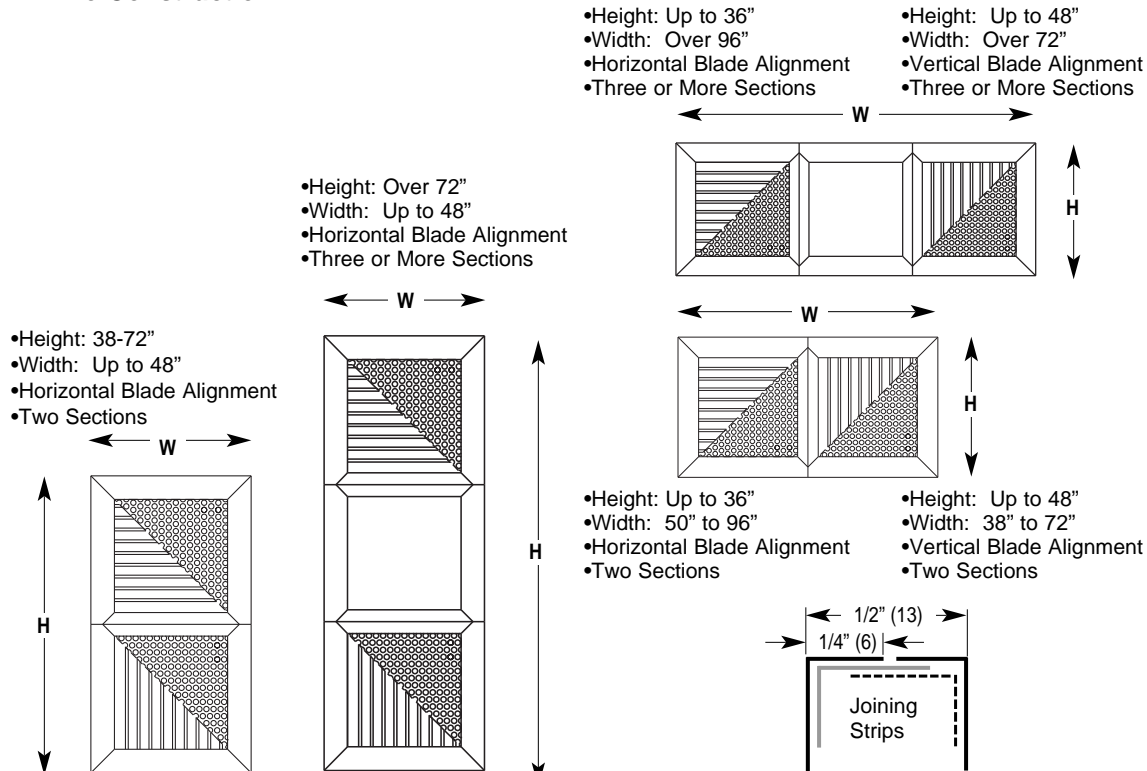 •Height: Up to 36”
•Width: Over 96”
•Horizontal Blade Alignment
•Three or More Sections
•Height: Up to 48”
•Width: Over 72”
•Vertical Blade Alignment
•Three or More Sections
W
H
•Height: Over 72”
•Width: Up to 48”
•Horizontal Blade Alignment
•Three or More Sections
W
H
•Height: 38-72”
•Width: Up to 48”
•Horizontal Blade Alignment
•Two Sections
W
H
W
H
•Height: Up to 36”
•Width: 50” to 96”
•Horizontal Blade Alignment
•Two Sections
•Height: Up to 48”
•Width: 38” to 72”
•Vertical Blade Alignment
•Two Sections
1/2” (13)
1/4” (6)
Joining
Strips